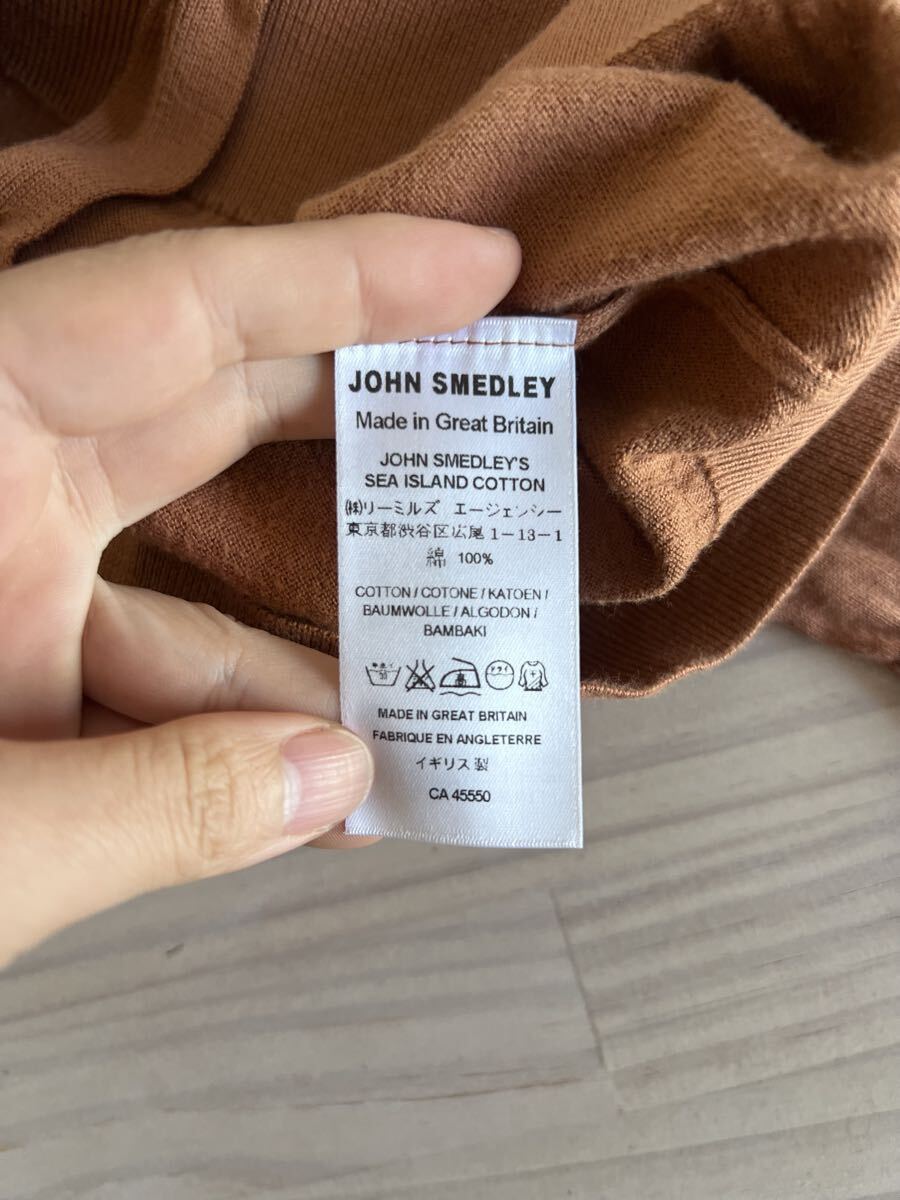 JOHN SMEDLEY
Made in Great Britain
JOHN SMEDLEY'S
SEA ISLAND COTTON
㈱リーミルズ エージェンシー
東京都渋谷区広尾1-13-1
綿 100%
COTTON / COTONE / KATOEN /
BAUMWOLLE / ALGODON /
BAMBAKI
ドライ
MADE IN GREAT BRITAIN
FABRIQUE EN ANGLETERRE
イギリス製
CA 45550